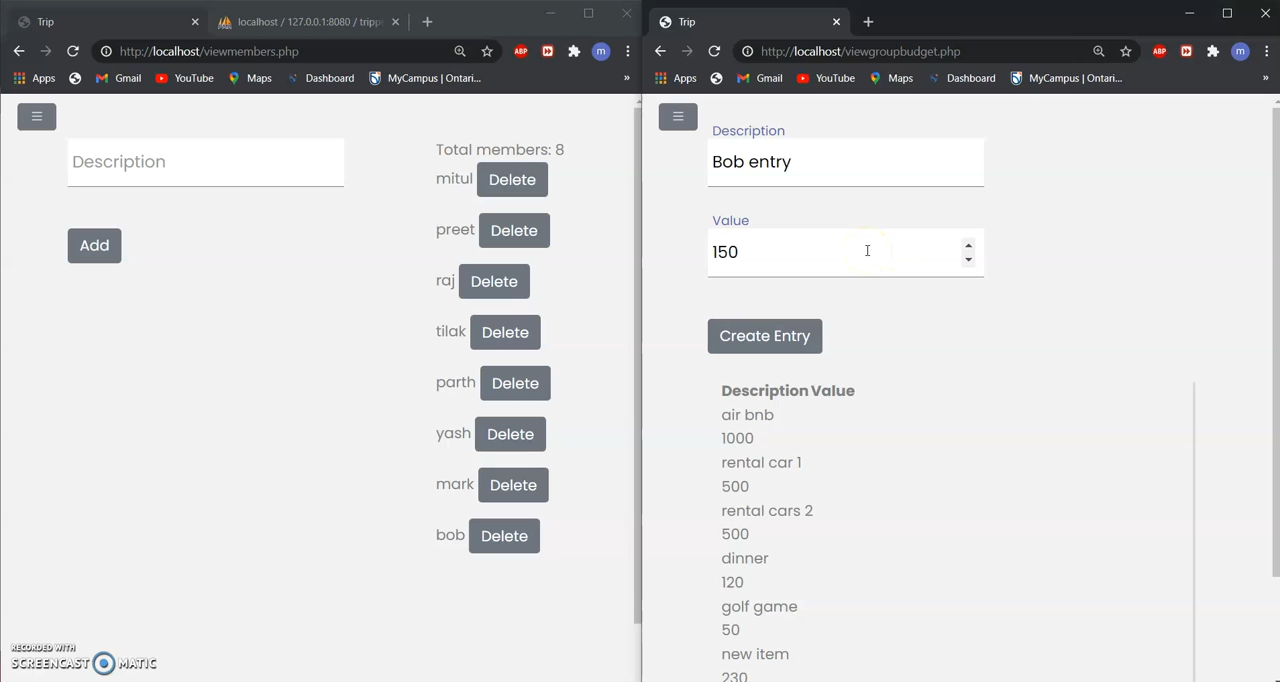 Trip
localhost / 127.0.0.1:8080 / tripp
http://localhost/viewmembers.php
ABP
m
Apps
Gmail
YouTube
Maps
Dashboard
MyCampus | Ontari...
»
Description
Add
Total members: 8
mitul Delete
preet Delete
raj Delete
tilak Delete
parth Delete
yash Delete
mark Delete
bob Delete
RECORDED WITH
SCREENCAST MATIC
Trip
http://localhost/viewgroupbudget.php
ABP
m
Apps
Gmail
YouTube
Maps
Dashboard
MyCampus | Ontari...
»
Description
Bob entry
Value
150
Create Entry
Description Value
air bnb
1000
rental car 1
500
rental cars 2
500
dinner
120
golf game
50
new item
230